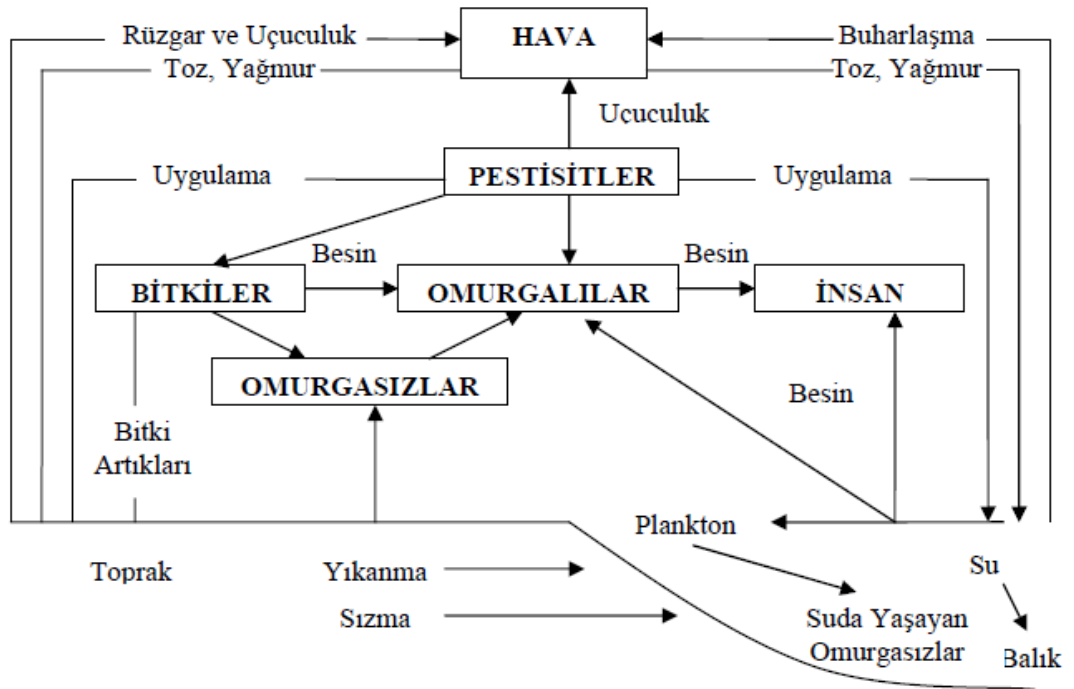 Rüzgar ve Uçuculuk
HAVA
Buharlaşma
Toz, Yağmur
Toz, Yağmur
Uçuculuk
Uygulama
PESTİSİTLER
Uygulama
Besin
Besin
BİTKİLER
OMURGALILAR
İNSAN
OMURGASIZLAR
Besin
Bitki
Artıkları
Plankton
Toprak
Yıkanma
Su
Sızma
Suda Yaşayan
Omurgasızlar
Balık